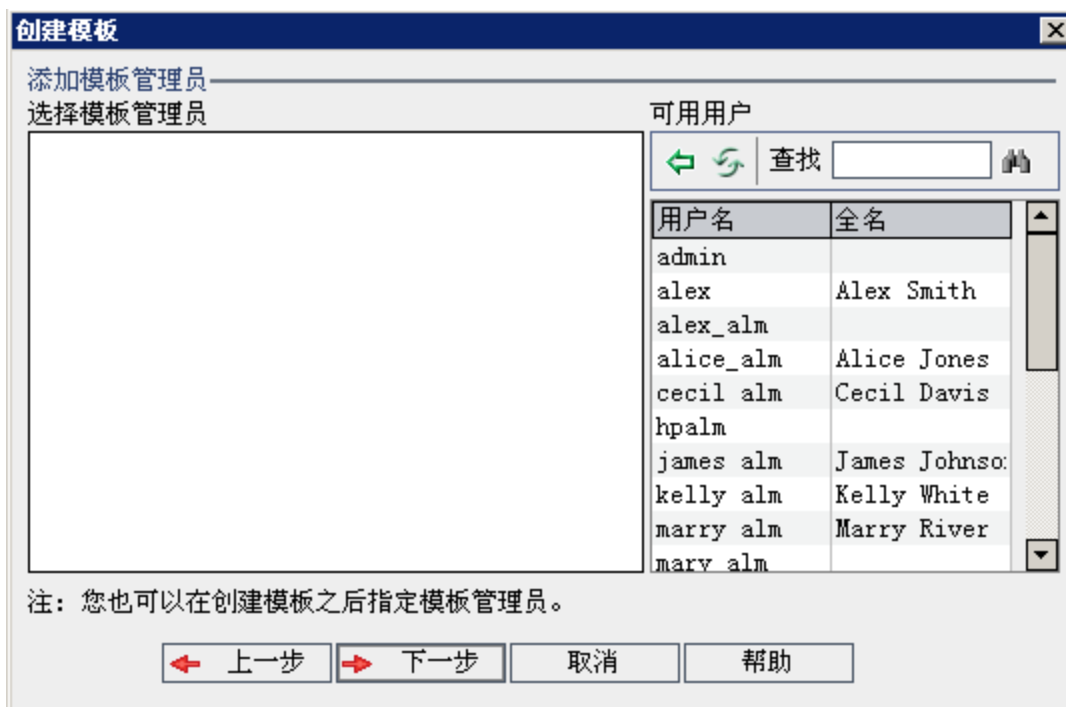 创建模板
添加模板管理员
选择模板管理员
可用用户
查找
用户名 全名
admin
alex Alex Smith
alex_alm
alice_alm Alice Jones
cecil alm Cecil Davis
hpalm
james alm James Johnso
kelly alm Kelly White
marry alm Marry River
mary alm
注：您也可以在创建模板之后指定模板管理员。
上一步 下一步 取消 帮助